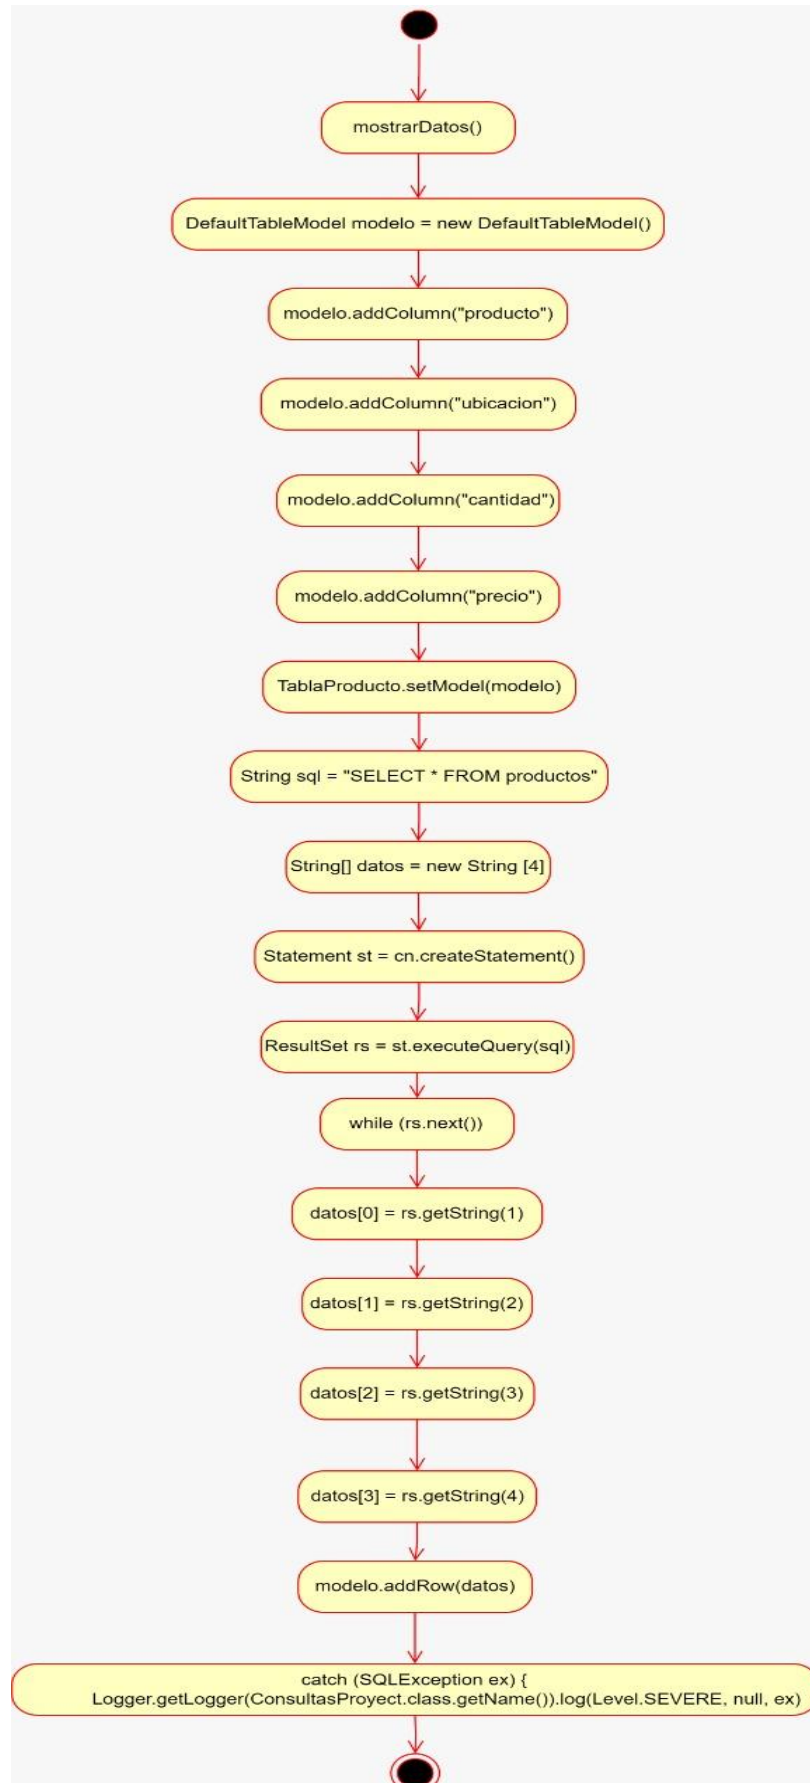 mostrarDatos()
DefaultTableModel modelo = new DefaultTableModel()
modelo.addColumn("producto")
modelo.addColumn("ubicacion")
modelo.addColumn("cantidad")
modelo.addColumn("precio")
TablaProducto.setModel(modelo)
String sql = "SELECT * FROM productos"
String[] datos = new String [4]
Statement st = cn.createStatement()
ResultSet rs = st.executeQuery(sql)
while (rs.next())
datos[0] = rs.getString(1)
datos[1] = rs.getString(2)
datos[2] = rs.getString(3)
datos[3] = rs.getString(4)
modelo.addRow(datos)
catch (SQLException ex) {
Logger.getLogger(ConsultasProyect.class.getName()).log(Level.SEVERE, null, ex)